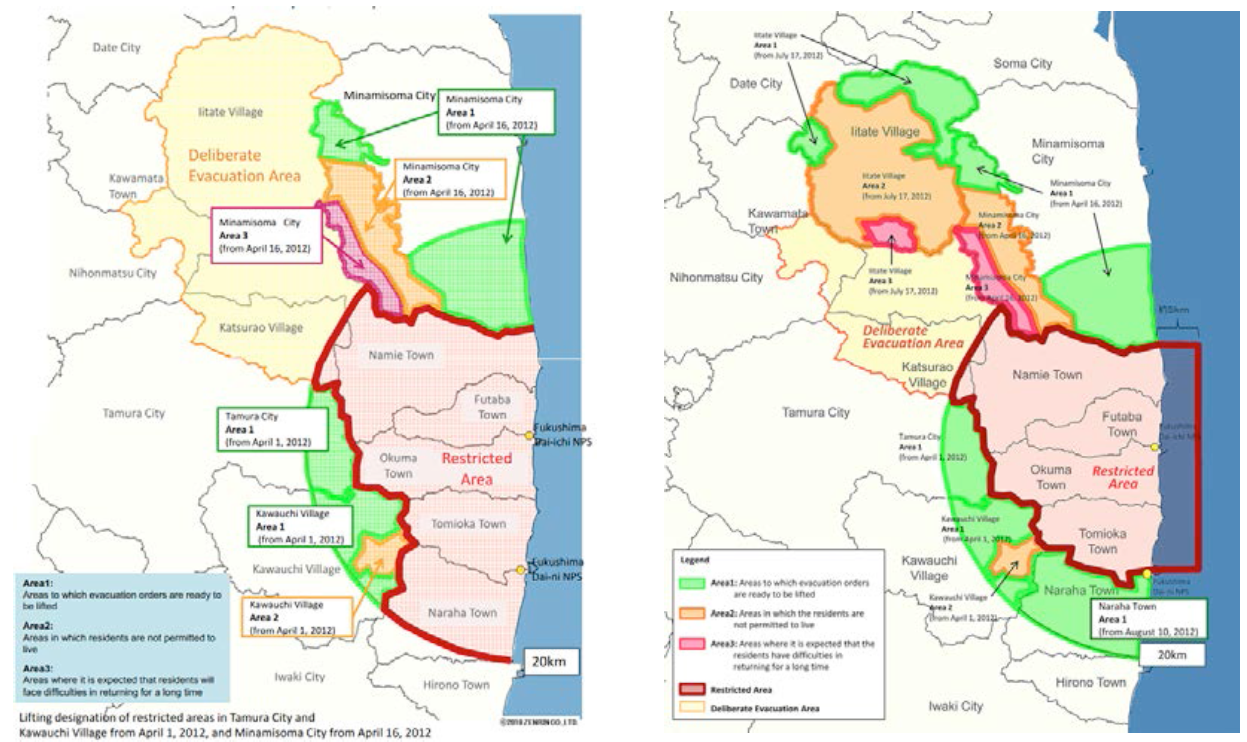 Date City
Iitate Village
Minamisoma City
Minamisoma City
Area 1
(from April 16, 2012)
Deliberate
Evacuation Area
Minamisoma City
Area 2
(from April 16, 2012)
Kawamata
Town
Minamisoma City
Area 3
(from April 16, 2012)
Nihonmatsu City
Katsurao Village
Namie Town
Futaba
Town
Tamura City
Tamura City
Area 1
(from April 1, 2012)
Fukushima
Dai-ichi NPS
Okuma
Town
Restricted
Area
Kawauchi Village
Area 1
(from April 1, 2012)
Tomioka Town
Kawauchi Village
Fukushima
Dai-ni NPS
Area1:
Areas to which evacuation orders are ready to
be lifted
Area2:
Areas in which residents are not permitted to
live
Area3:
Areas where it is expected that residents will
face difficulties in returning for a long time
Kawauchi Village
Area 2
(from April 1, 2012)
Naraha Town
20km
Iwaki City
Hirono Town
Lifting designation of restricted areas in Tamura City and
Kawauchi Village from April 1, 2012, and Minamisoma City from April 16, 2012
Iitate Village
Area 1
(from July 17, 2012)
Soma City
Date City
Iitate Village
Minamisoma
City
Iitate Village
Area 2
(from July 17, 2012)
Minamisoma City
Area 1
(from April 16, 2012)
Kawamata
Town
Minamisoma City
Area 2
(from April 16, 2012)
Nihonmatsu City
Iitate Village
Area 3
(from July 17, 2012)
Minamisoma City
Area 3
(from April 16, 2012)
Deliberate
Evacuation Area
Katsurao
Village
Namie Town
Tamura City
Futaba
Town
Fukushima
Dai-ichi NPS
Tamura City
Area 1
(from April 1, 2012)
Okuma
Town
Restricted
Area
Kawauchi Village
Area 1
(from April 1, 2012)
Tomioka
Town
Kawauchi
Village
Fukushima
Dai-ni NPS
Naraha Town
Kawauchi Village
Area 2
(from April 1, 2012)
Naraha Town
Area 1
(from August 10, 2012)
20km
Hirono Town
Iwaki City
Legend
Area1: Areas to which evacuation orders
are ready to be lifted
Area2: Areas in which the residents are
not permitted to live
Area3: Areas where it is expected that the
residents have difficulties in
returning for a long time
Restricted Area
Deliberate Evacuation Area